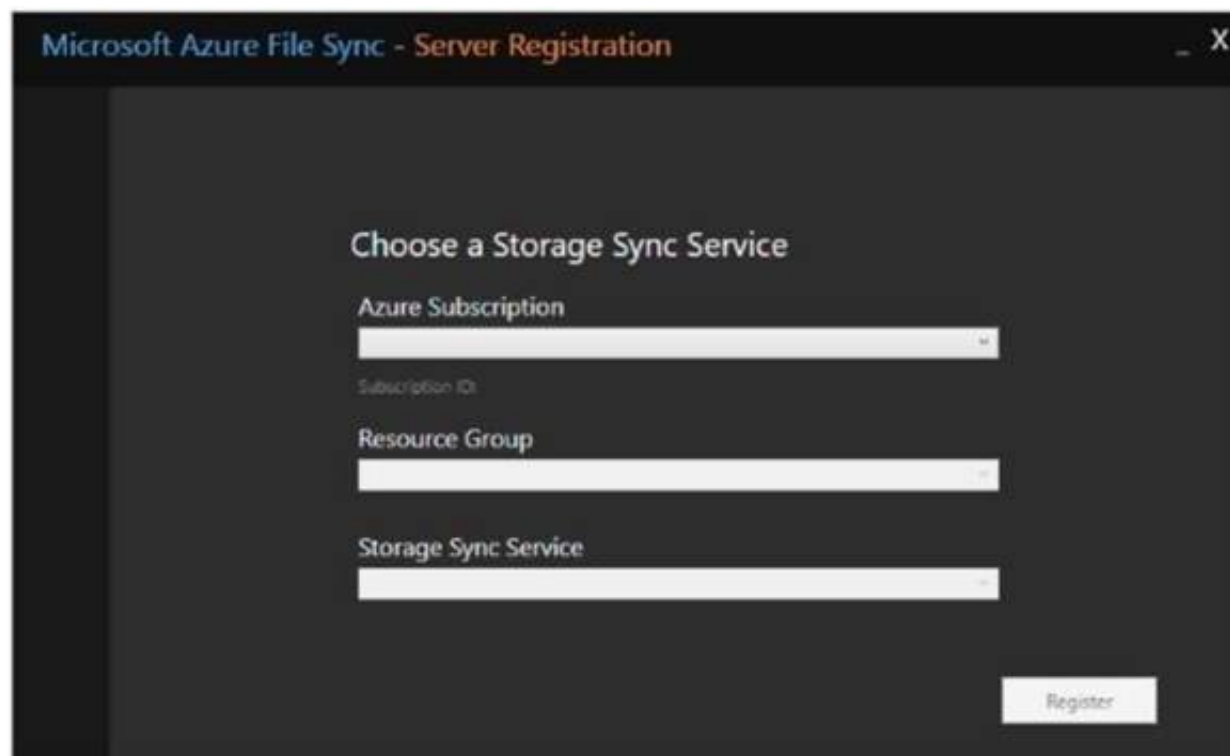 Microsoft Azure File Sync - Server Registration
_ X
Choose a Storage Sync Service
Azure Subscription
Subscription ID:
Resource Group
Storage Sync Service
Register